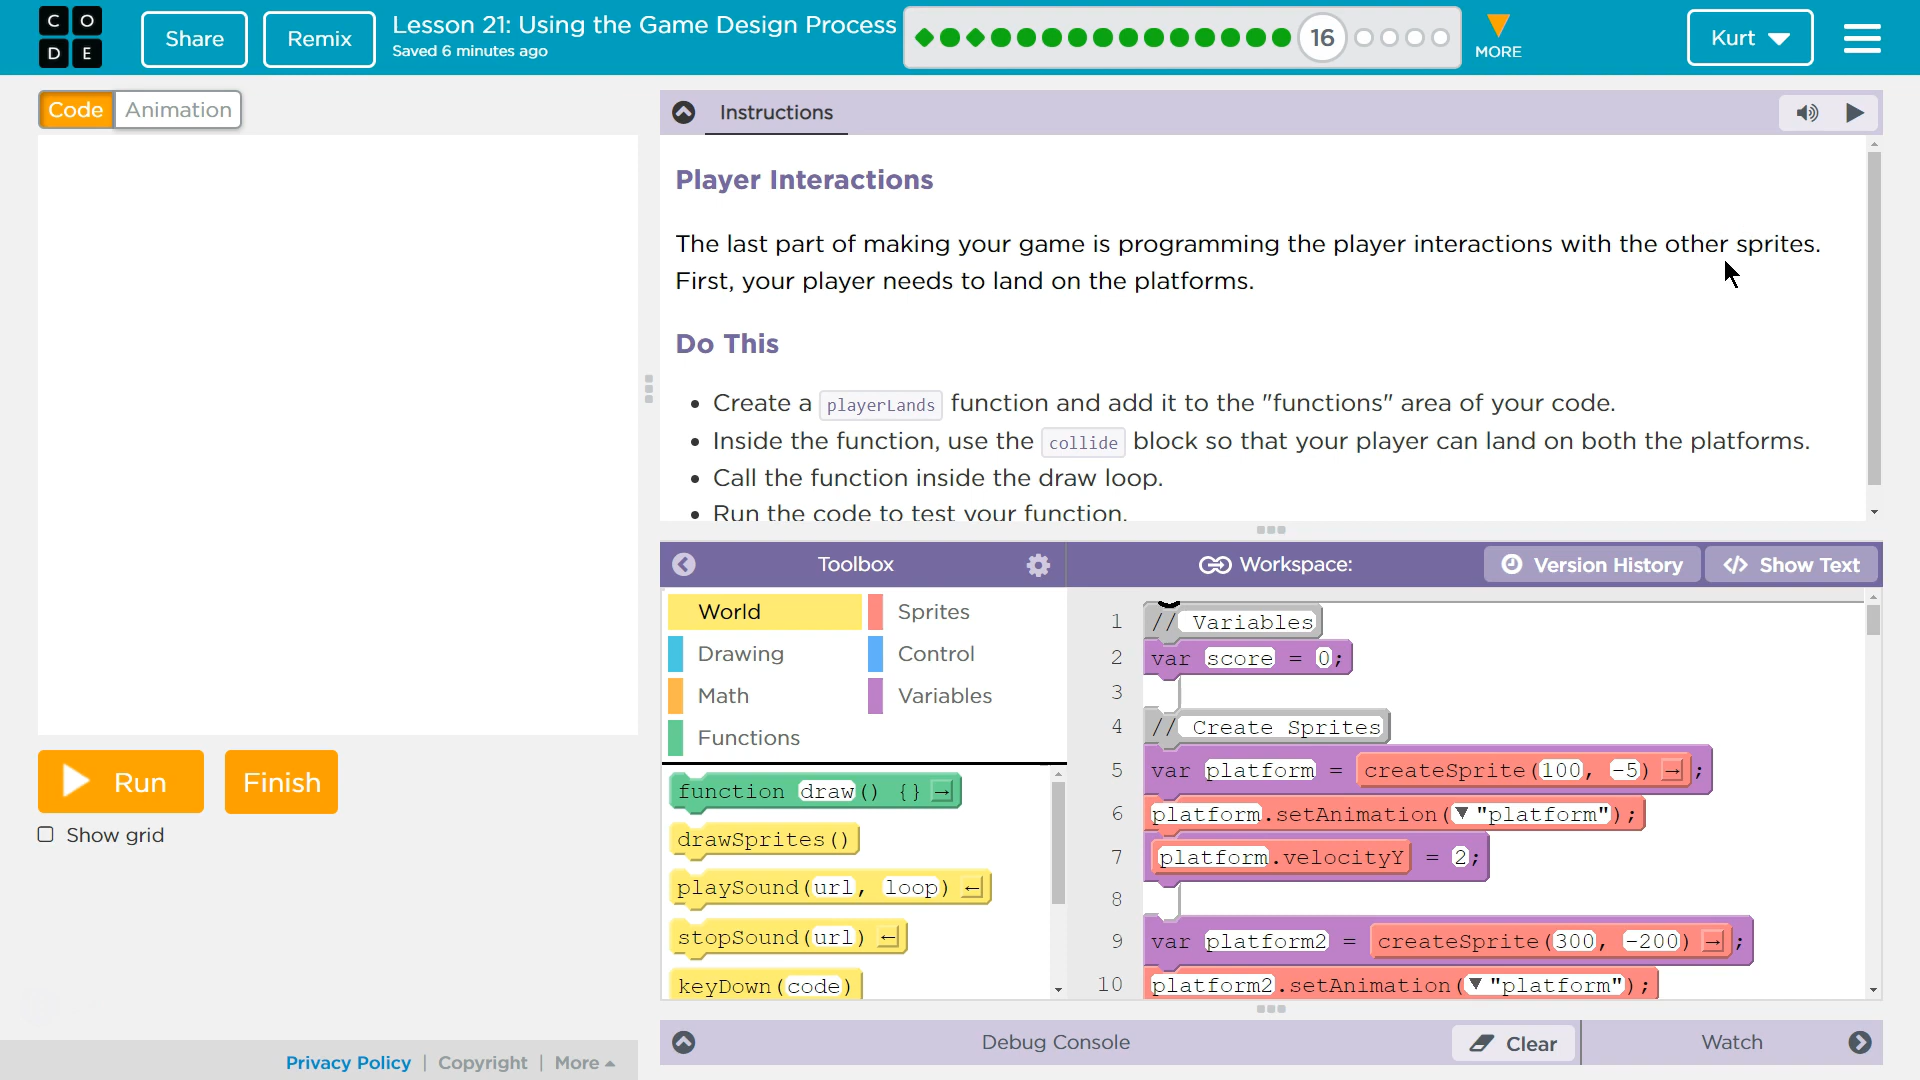 C O
D E
Share
Remix
Lesson 21: Using the Game Design Process
Saved 6 minutes ago
16
MORE
Kurt
Code
Animation
Instructions
Player Interactions
The last part of making your game is programming the player interactions with the other sprites.
First, your player needs to land on the platforms.
Do This
• Create a playerLands function and add it to the "functions" area of your code.
• Inside the function, use the collide block so that your player can land on both the platforms.
• Call the function inside the draw loop.
• Run the code to test your function.
Toolbox
Workspace:
Version History
</> Show Text
World
Sprites
Drawing
Control
Math
Variables
Functions
function draw() {} →
drawSprites()
playSound(url, loop) ←
stopSound(url) ←
keyDown(code)
1 // Variables
2 var score = 0;
3
4 // Create Sprites
5 var platform = createSprite(100, -5) → ;
6 platform.setAnimation(▼ "platform");
7 platform.velocityY = 2;
8
9 var platform2 = createSprite(300, -200) → ;
10 platform2.setAnimation(▼ "platform");
Run
Finish
Show grid
Debug Console
Clear
Watch
Privacy Policy | Copyright | More